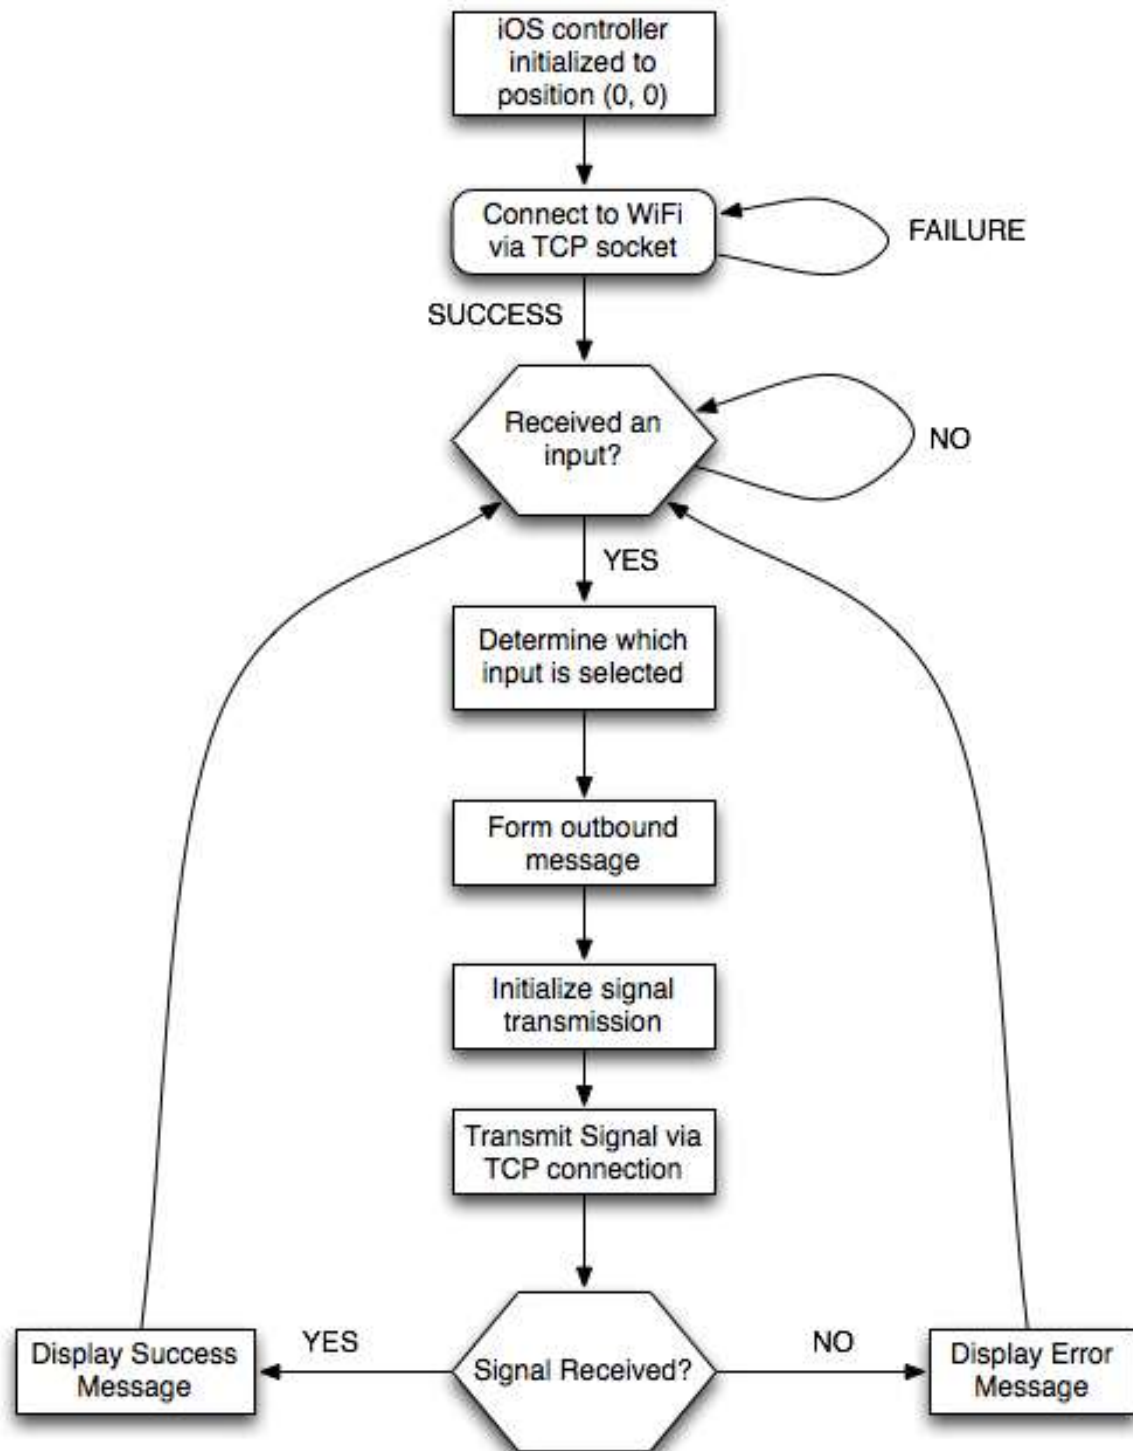 iOS controller
initialized to
position (0, 0)
Connect to WiFi
via TCP socket
FAILURE
SUCCESS
Received an
input?
NO
YES
Determine which
input is selected
Form outbound
message
Initialize signal
transmission
Transmit Signal via
TCP connection
Display Success
Message
YES
Signal Received?
NO
Display Error
Message